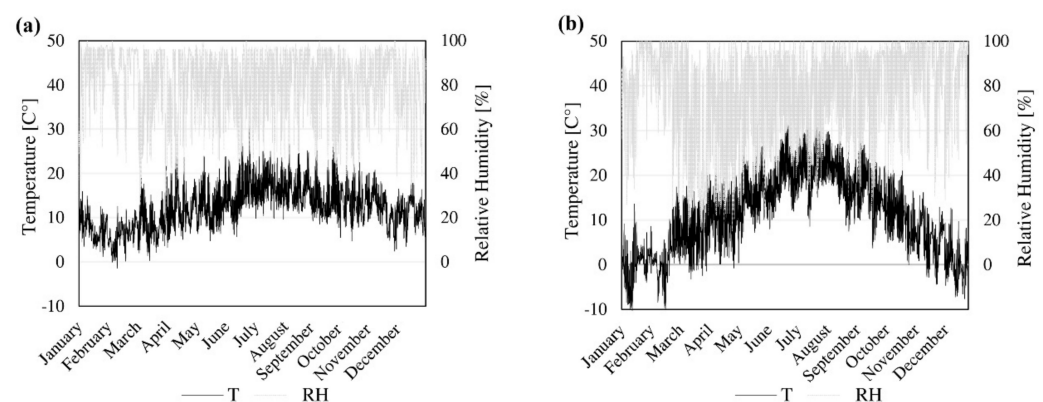 (a)
50
40
30
20
10
0
-10
Temperature [C°]
100
80
60
40
20
0
Relative Humidity [%]
January
February
March
April
May
June
July
August
September
October
November
December
T
RH
(b)
50
40
30
20
10
0
-10
Temperature [C°]
100
80
60
40
20
0
Relative Humidity [%]
January
February
March
April
May
June
July
August
September
October
November
December
T
RH